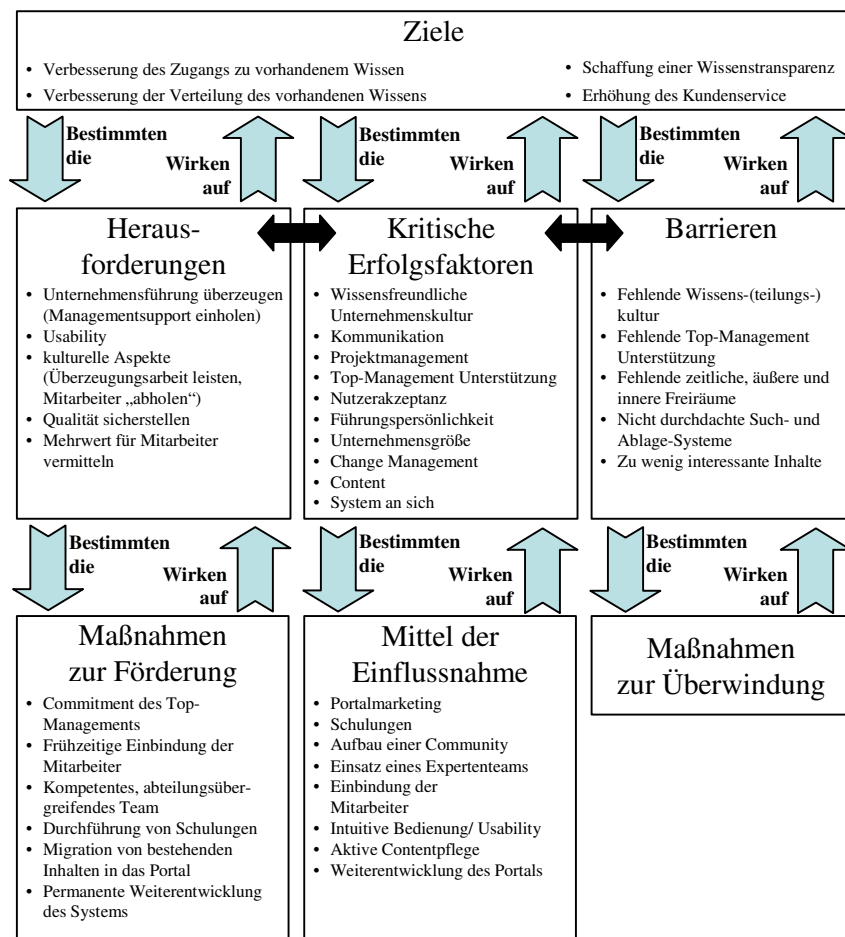 Ziele
• Verbesserung des Zugangs zu vorhandenem Wissen
• Verbesserung der Verteilung des vorhandenen Wissens
• Schaffung einer Wissenstransparenz
• Erhöhung des Kundenservice
Bestimmten
die
Wirken
auf
Bestimmten
die
Wirken
auf
Bestimmten
die
Wirken
auf
Heraus-
forderungen
• Unternehmensführung überzeugen
(Managementsupport einholen)
• Usability
• kulturelle Aspekte
(Überzeugungsarbeit leisten,
Mitarbeiter „abholen“)
• Qualität sicherstellen
• Mehrwert für Mitarbeiter
vermitteln
Kritische
Erfolgsfaktoren
• Wissensfreundliche
Unternehmenskultur
• Kommunikation
• Projektmanagement
• Top-Management Unterstützung
• Nutzerakzeptanz
• Führungspersönlichkeit
• Unternehmensgröße
• Change Management
• Content
• System an sich
Barrieren
• Fehlende Wissens-(teilungs-)
kultur
• Fehlende Top-Management
Unterstützung
• Fehlende zeitliche, äußere und
innere Freiräume
• Nicht durchdachte Such- und
Ablage-Systeme
• Zu wenig interessante Inhalte
Bestimmten
die
Wirken
auf
Bestimmten
die
Wirken
auf
Bestimmten
die
Wirken
auf
Maßnahmen
zur Förderung
• Commitment des Top-
Managements
• Frühzeitige Einbindung der
Mitarbeiter
• Kompetentes, abteilungsüber-
greifendes Team
• Durchführung von Schulungen
• Migration von bestehenden
Inhalten in das Portal
• Permanente Weiterentwicklung
des Systems
Mittel der
Einflussnahme
• Portalmarketing
• Schulungen
• Aufbau einer Community
• Einsatz eines Expertenteams
• Einbindung der
Mitarbeiter
• Intuitive Bedienung/ Usability
• Aktive Contentpflege
• Weiterentwicklung des Portals
Maßnahmen
zur Überwindung